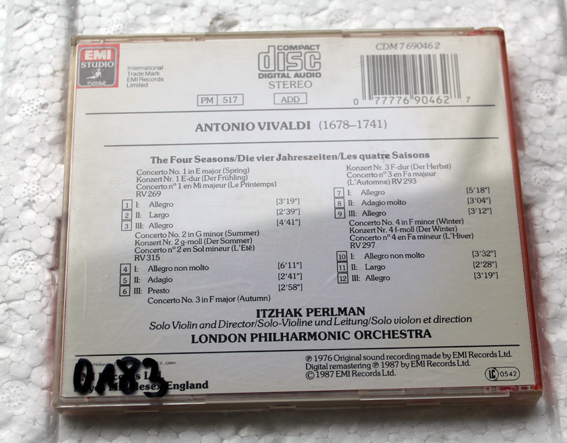 EMI
STUDIO
International
Trade Mark
EMI Records
Limited
COMPACT
disc
DIGITAL AUDIO
STEREO
CDM 7 69046 2
PM 517
ADD
0 77776 90462 7
ANTONIO VIVALDI (1678–1741)
The Four Seasons/Die vier Jahreszeiten/Les quatre Saisons
Concerto No. 1 in E major (Spring)
Konzert Nr. 1 E-dur (Der Frühling)
Concerto n° 1 en Mi majeur (Le Printemps)
RV 269
1 I: Allegro [3'19"]
2 II: Largo [2'39"]
3 III: Allegro [4'41"]
Concerto No. 2 in G minor (Summer)
Konzert Nr. 2 g-moll (Der Sommer)
Concerto n° 2 en Sol mineur (L'Eté)
RV 315
4 I: Allegro non molto [6'11"]
5 II: Adagio [2'41"]
6 III: Presto [2'58"]
Concerto No. 3 in F major (Autumn)
Konzert Nr. 3 F-dur (Der Herbst)
Concerto n° 3 en Fa majeur
(L'Automne) RV 293
7 I: Allegro [5'18"]
8 II: Adagio molto [3'04"]
9 III: Allegro [3'12"]
Concerto No. 4 in F minor (Winter)
Konzert Nr. 4 f-moll (Der Winter)
Concerto n° 4 en Fa mineur (L'Hiver)
RV 297
10 I: Allegro non molto [3'32"]
11 II: Largo [2'28"]
12 III: Allegro [3'19"]
ITZHAK PERLMAN
Solo Violin and Director/Solo-Violine und Leitung/Solo violon et direction
LONDON PHILHARMONIC ORCHESTRA
℗ 1976 Original sound recording made by EMI Records Ltd.
Digital remastering ℗ 1987 by EMI Records Ltd.
© 1987 EMI Records Ltd.
LC 0542
0183
England